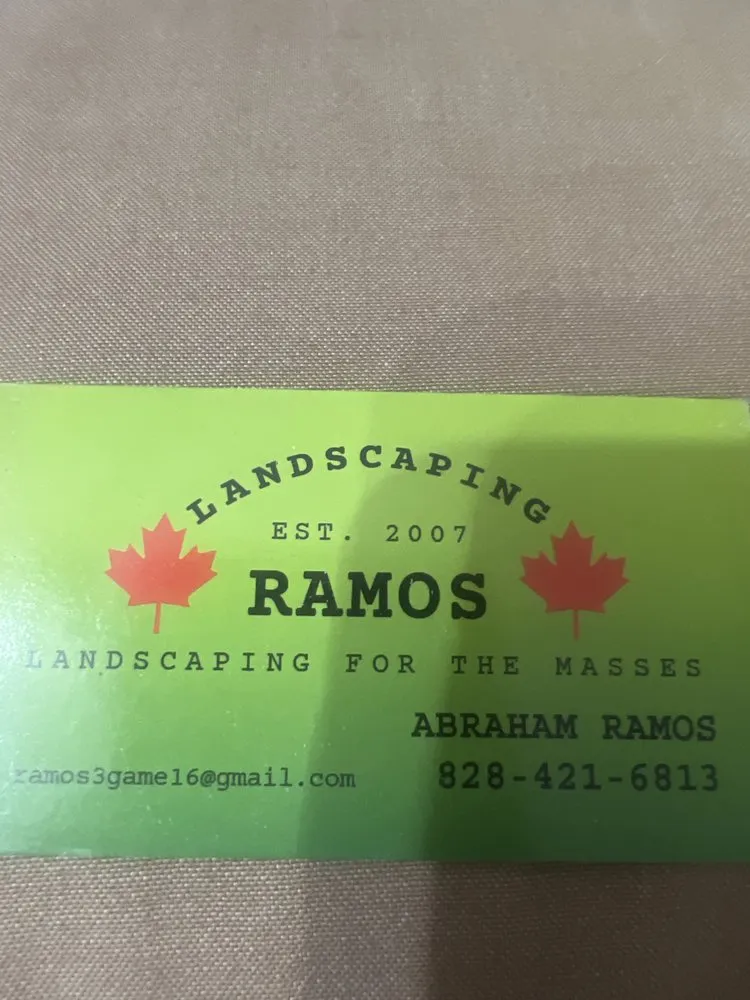 LANDSCAPING
EST. 2007
RAMOS
LANDSCAPING FOR THE MASSES
ABRAHAM RAMOS
ramos3game16@gmail.com 828-421-6813